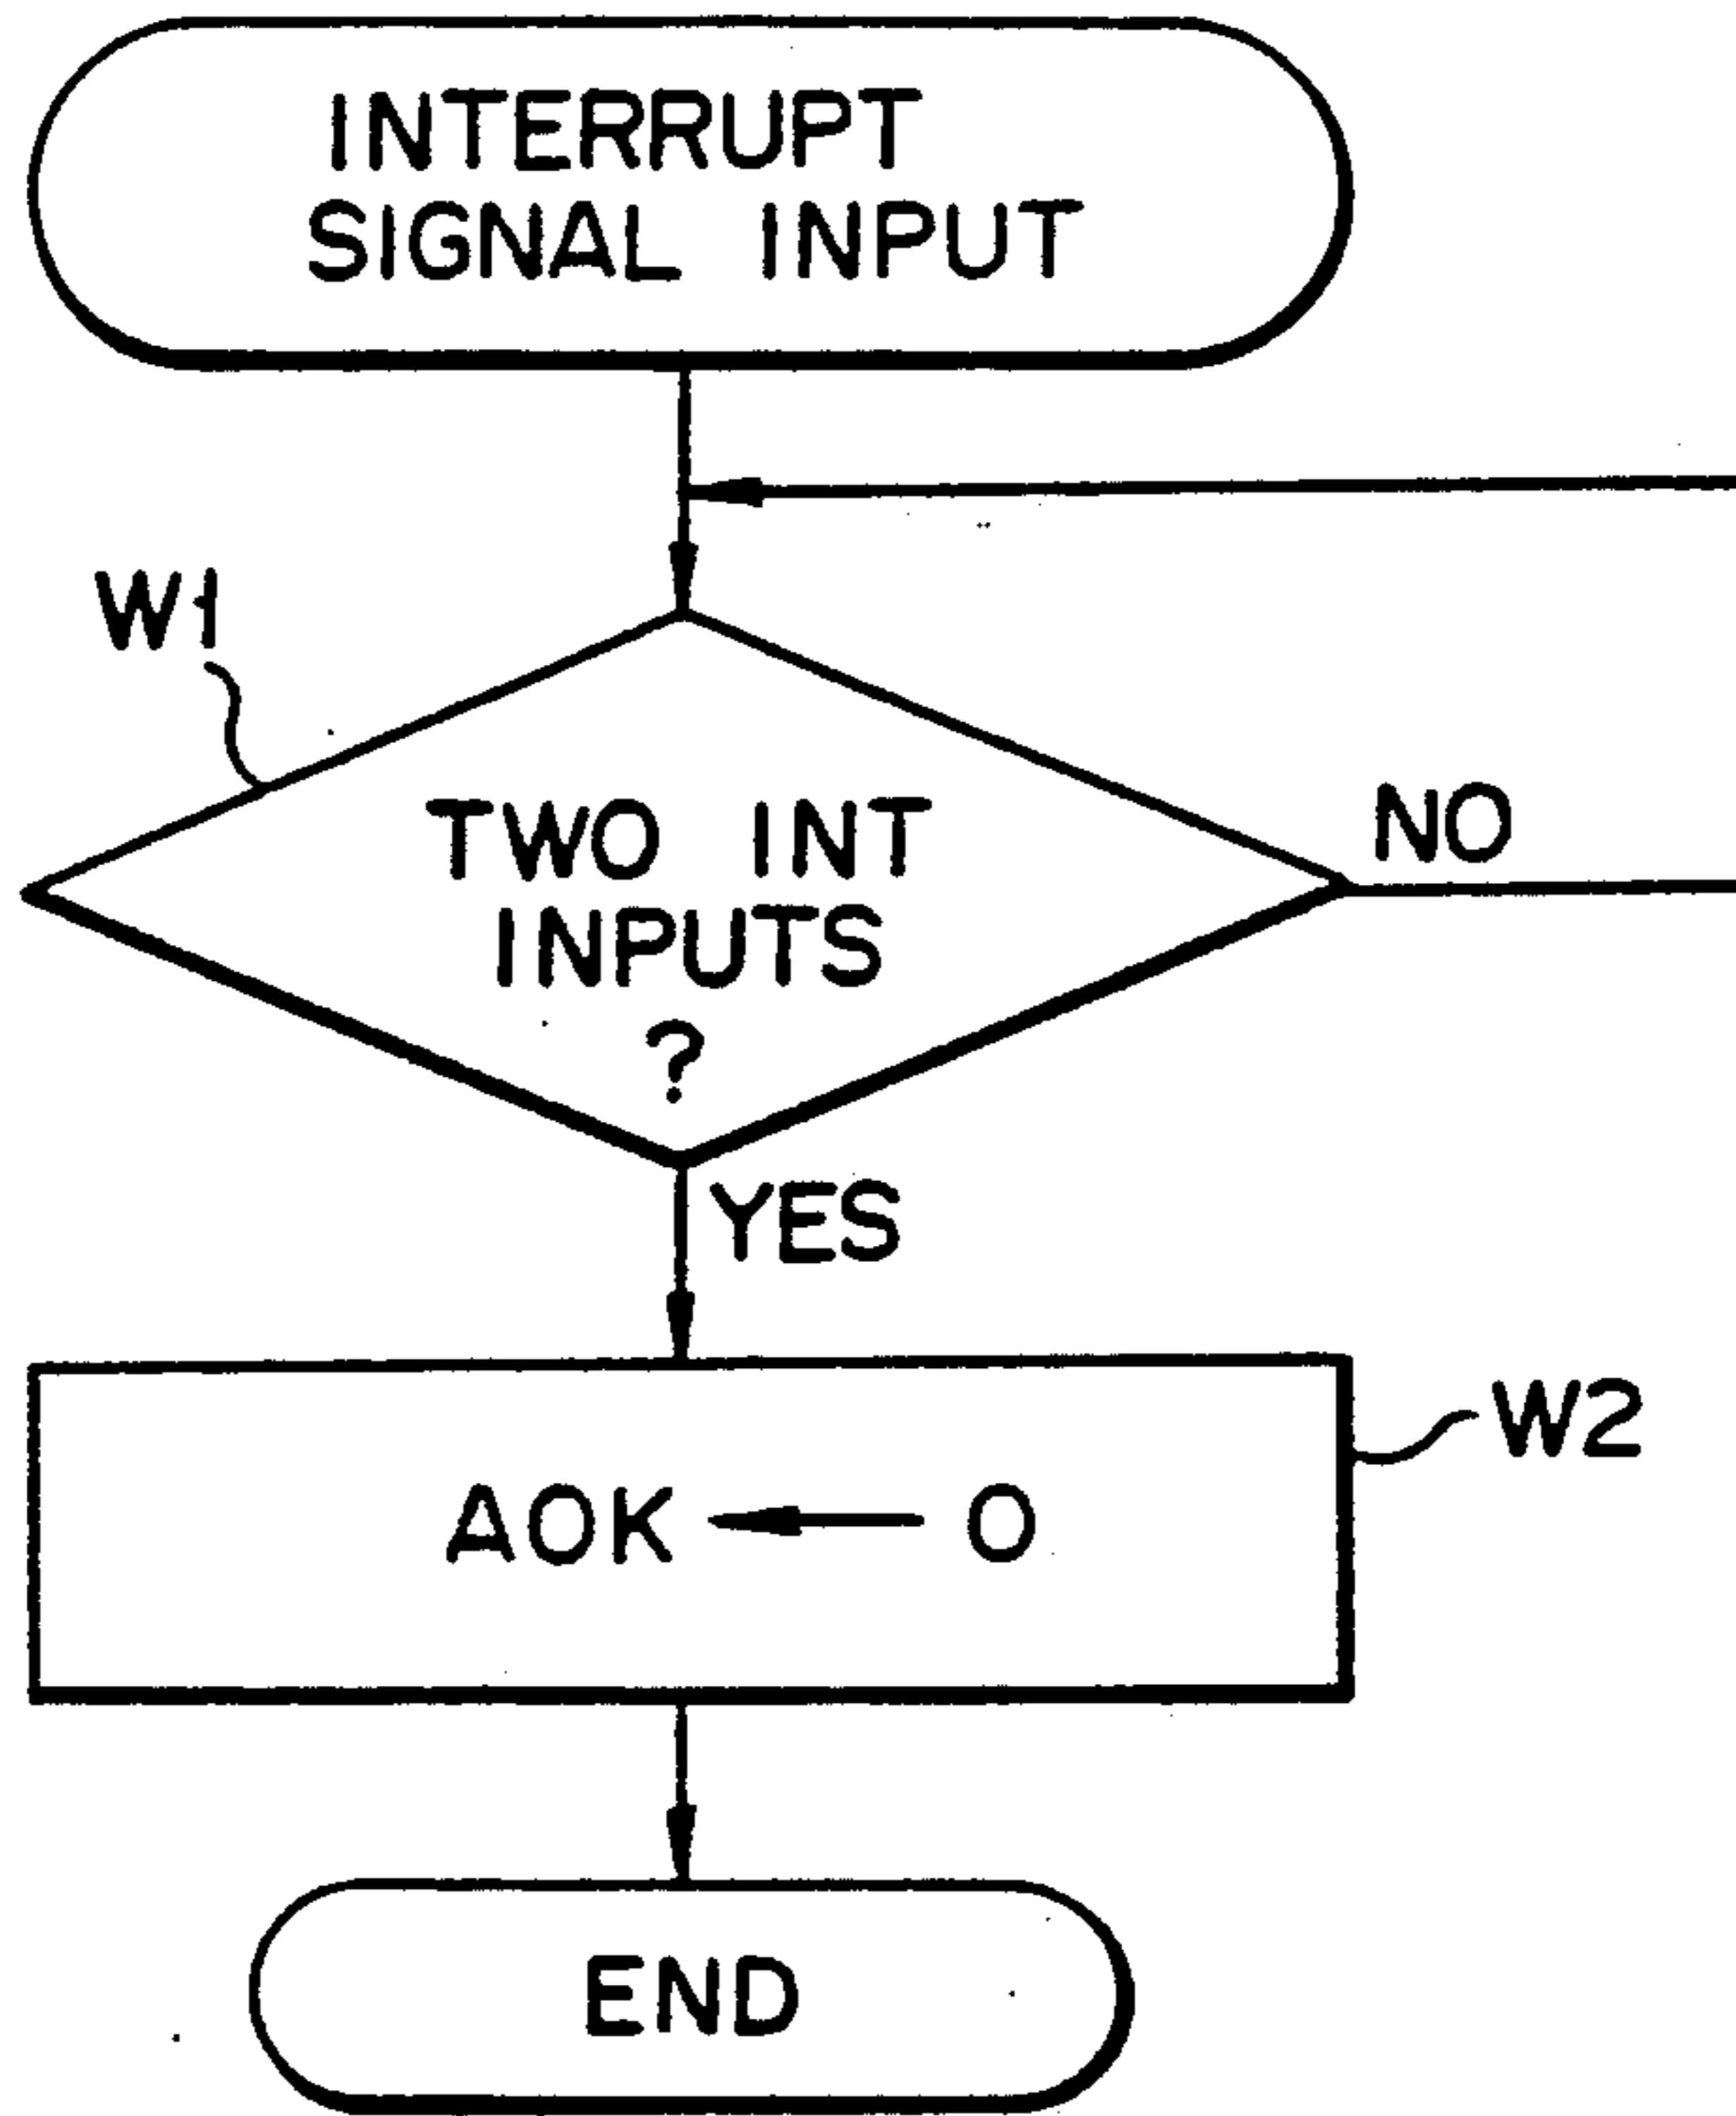 INTERRUPT
SIGNAL INPUT
W1
TWO INT
INPUTS
?
NO
YES
W2
AOK ← 0
END